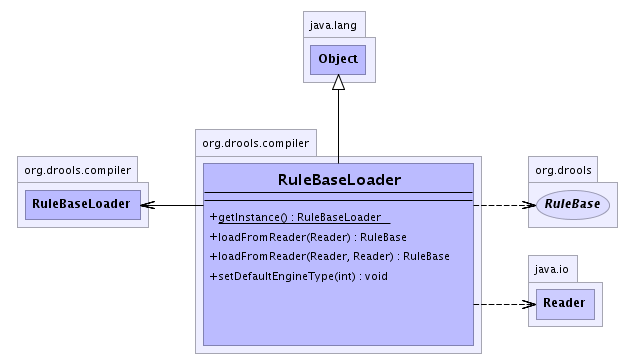 java.lang
Object
org.drools.compiler
RuleBaseLoader
org.drools.compiler
RuleBaseLoader
+getInstance() : RuleBaseLoader
+loadFromReader(Reader) : RuleBase
+loadFromReader(Reader, Reader) : RuleBase
+setDefaultEngineType(int) : void
org.drools
RuleBase
java.io
Reader